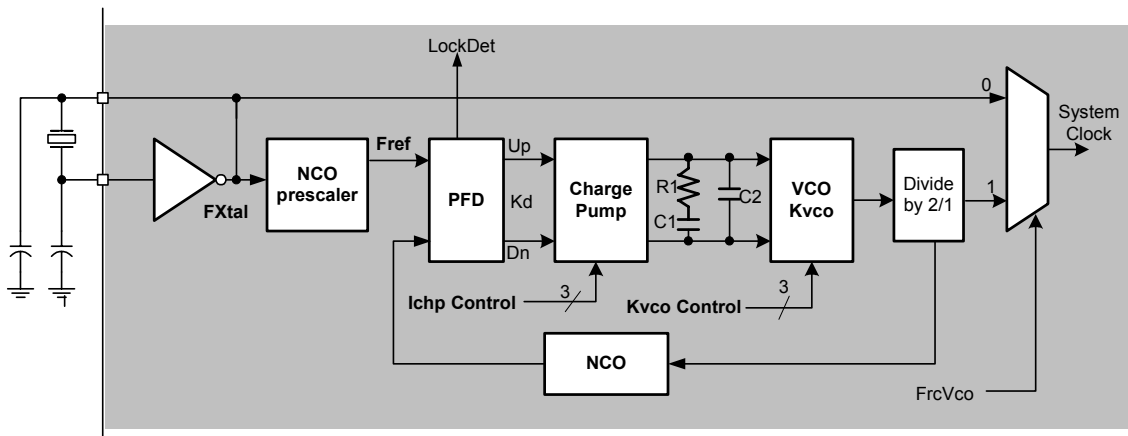 LockDet
0
System
Clock
Fref
Up
NCO
prescaler
PFD
Kd
Charge
Pump
R1
C1
C2
VCO
Kvco
Divide
by 2/1
1
FXtal
Dn
Ichp Control
3
Kvco Control
3
NCO
FrcVco